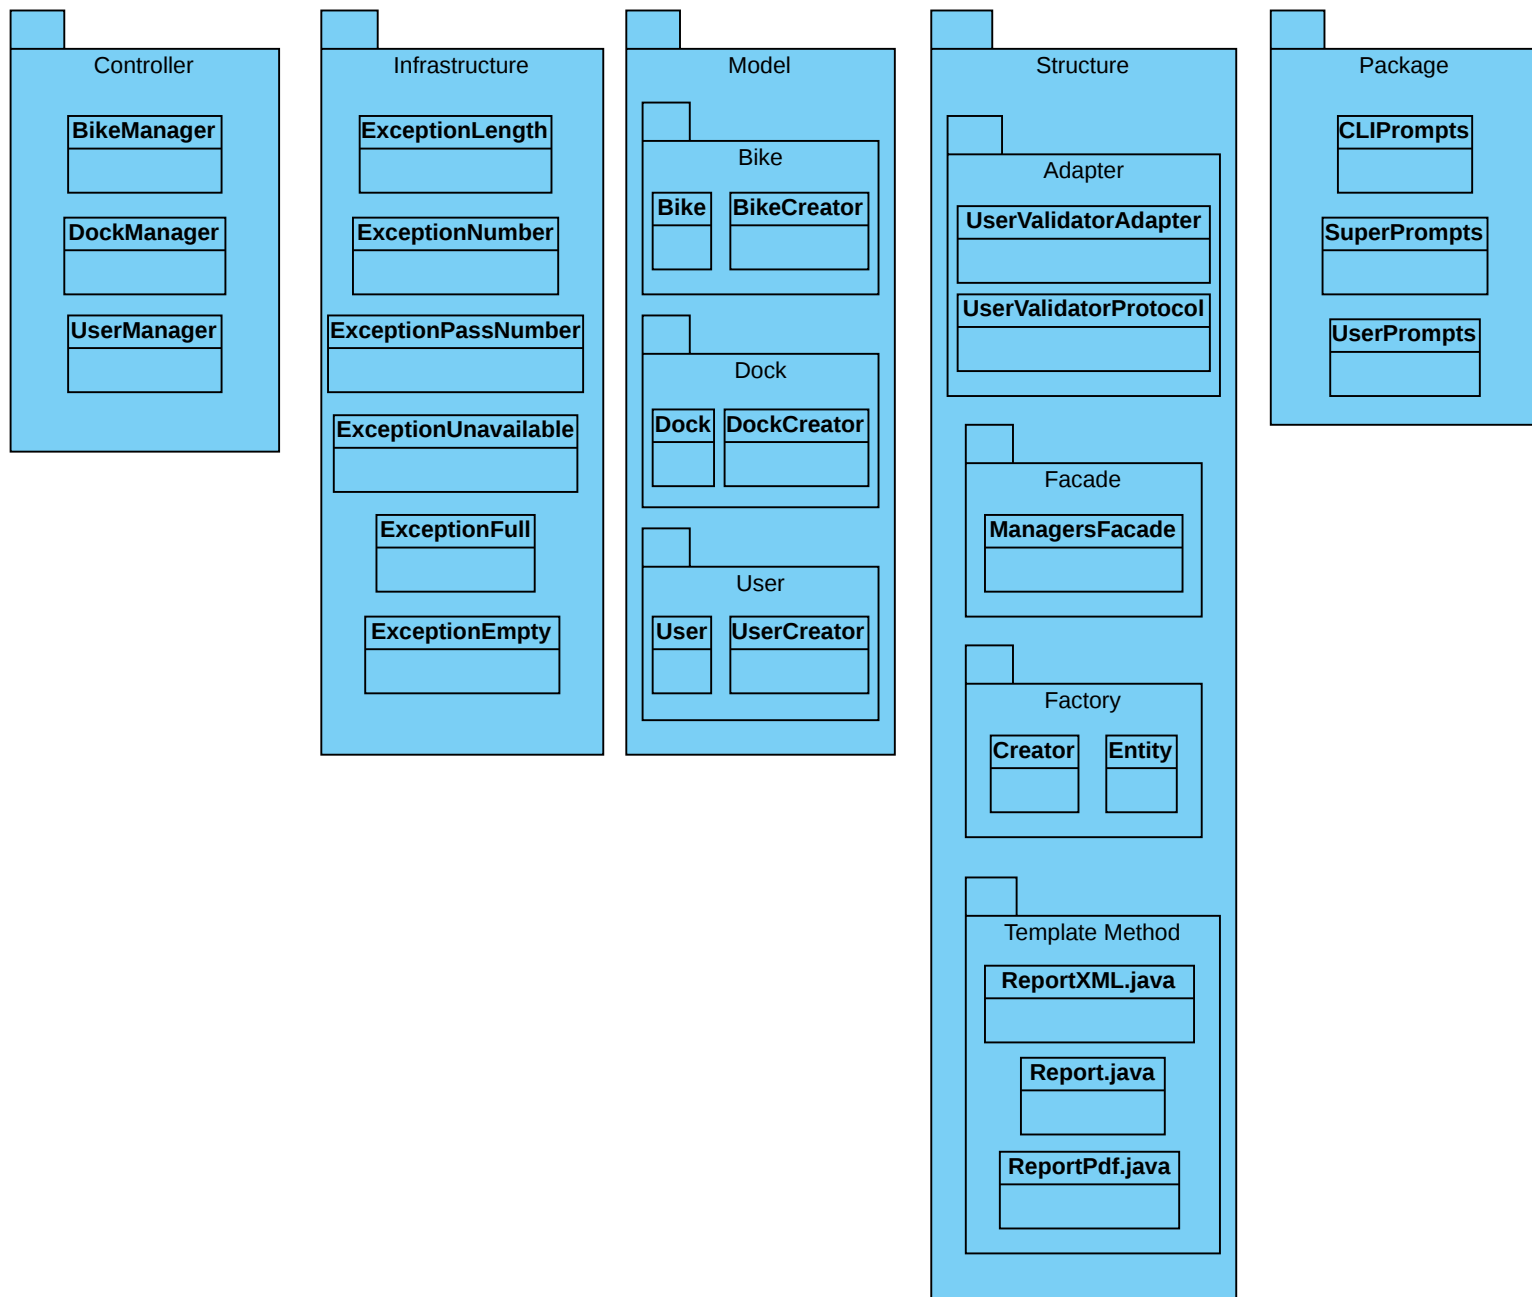 Controller
BikeManager
DockManager
UserManager
Infrastructure
ExceptionLength
ExceptionNumber
ExceptionPassNumber
ExceptionUnavailable
ExceptionFull
ExceptionEmpty
Model
Bike
Bike
BikeCreator
Dock
Dock
DockCreator
User
User
UserCreator
Structure
Adapter
UserValidatorAdapter
UserValidatorProtocol
Facade
ManagersFacade
Factory
Creator
Entity
Template Method
ReportXML.java
Report.java
ReportPdf.java
Package
CLIPrompts
SuperPrompts
UserPrompts